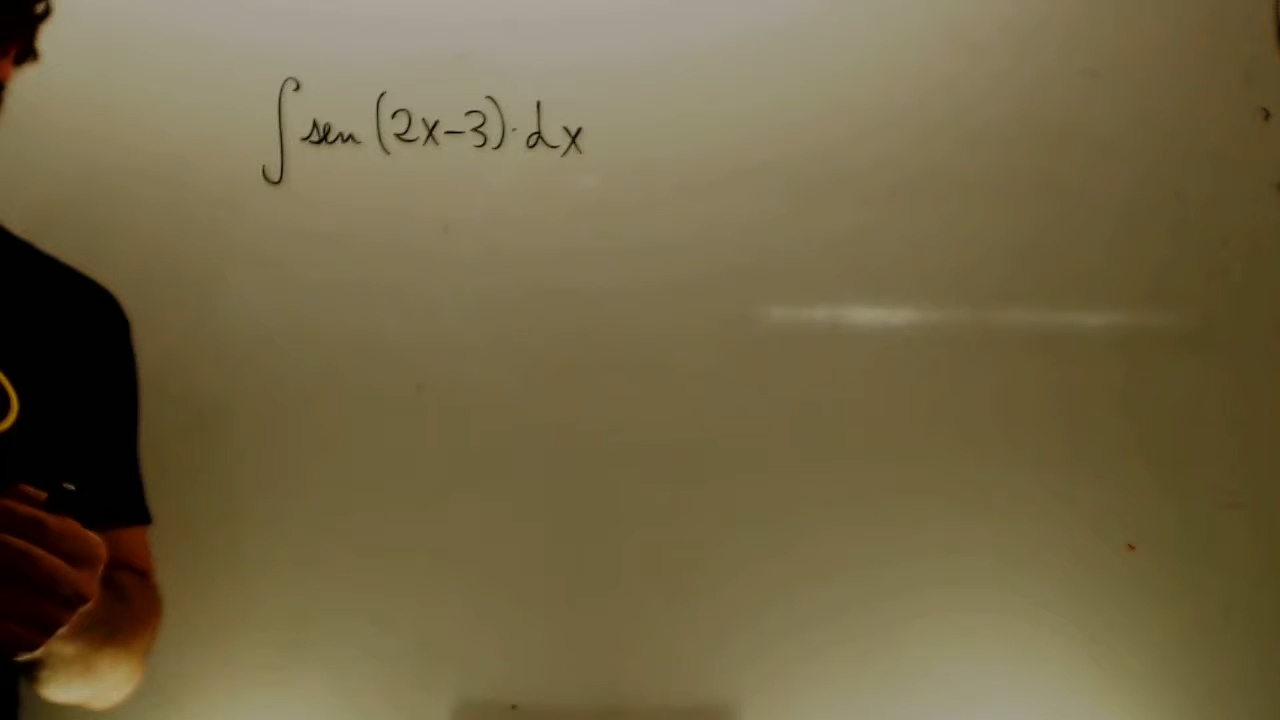 ∫ sen (2x-3)·dx